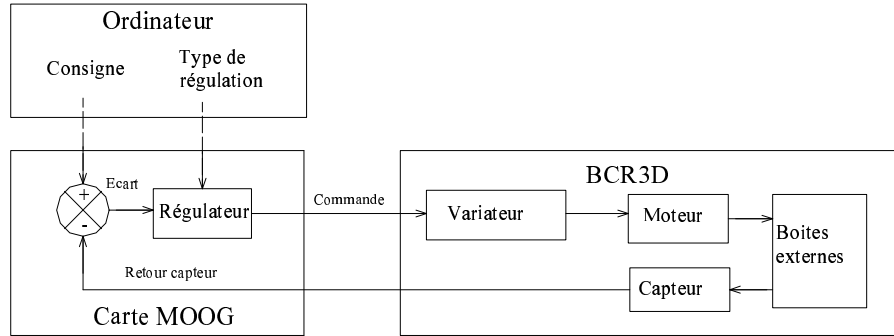 Ordinateur
Consigne
Type de
régulation
+
-
Ecart
Régulateur
Commande
Retour capteur
Carte MOOG
BCR3D
Variateur
Moteur
Boites
externes
Capteur